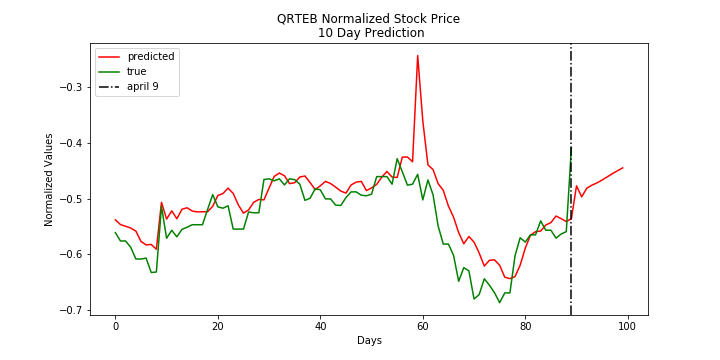 QRTEB Normalized Stock Price
10 Day Prediction
predicted
true
april 9
Normalized Values
−0.3
−0.4
−0.5
−0.6
−0.7
0
20
40
60
80
100
Days